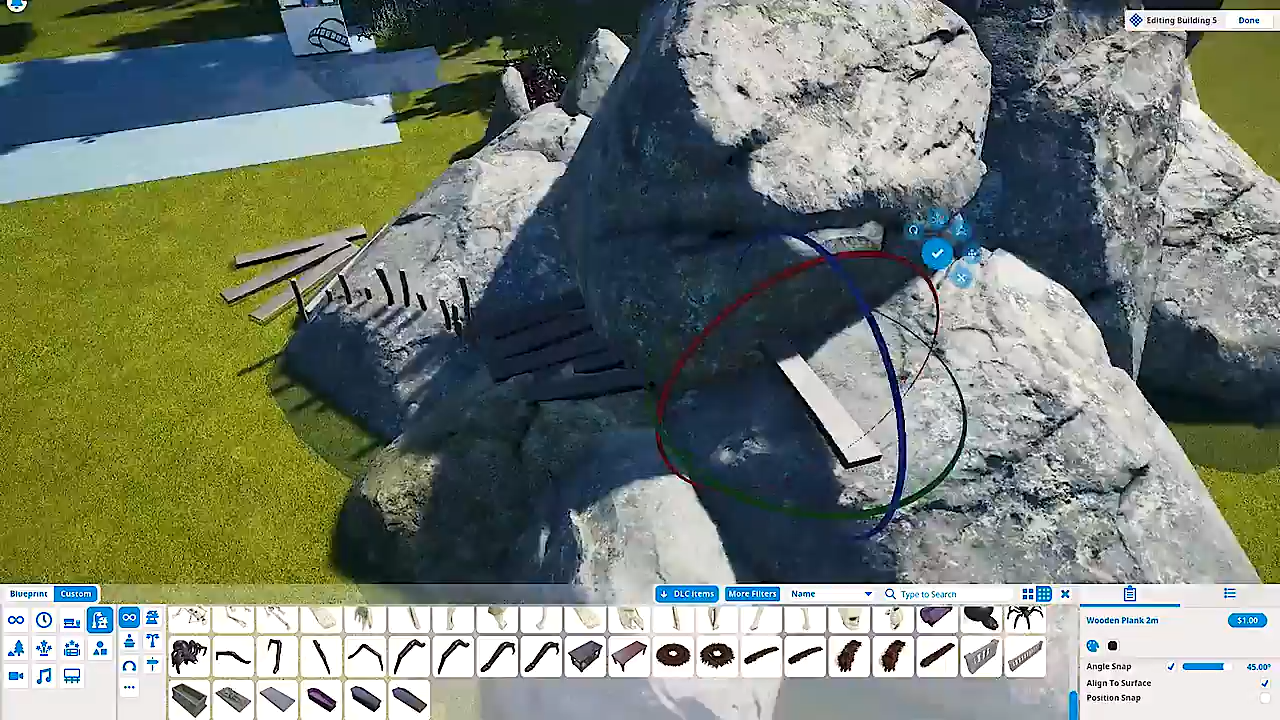 Editing Building 5
Done
Blueprint
Custom
DLC Items
More Filters
Name
Type to Search
Wooden Plank 2m
$1.00
Angle Snap
45.00°
Align To Surface
Position Snap